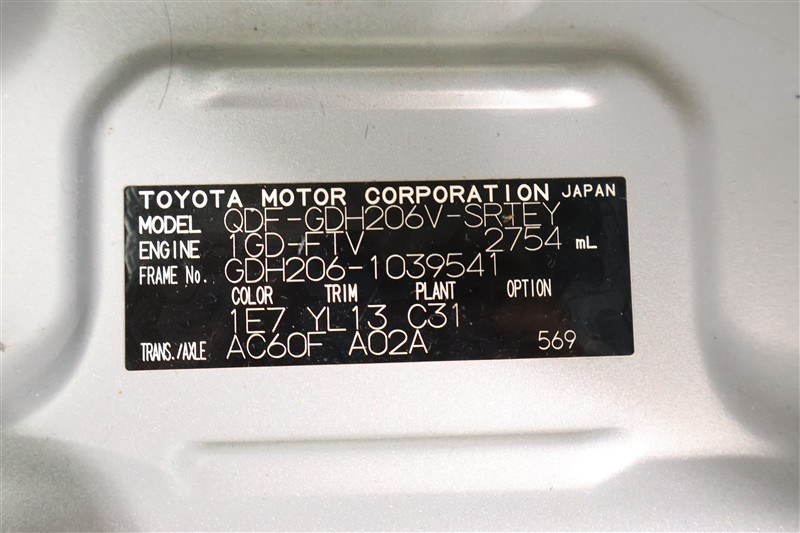 TOYOTA MOTOR CORPORATION JAPAN
MODEL QDF-GDH206V-SRTEY
ENGINE 1GD-FTV 2754 mL
FRAME No. GDH206-1039541
COLOR TRIM PLANT OPTION
1E7 YL13 C31
TRANS./AXLE AC60F A02A 569